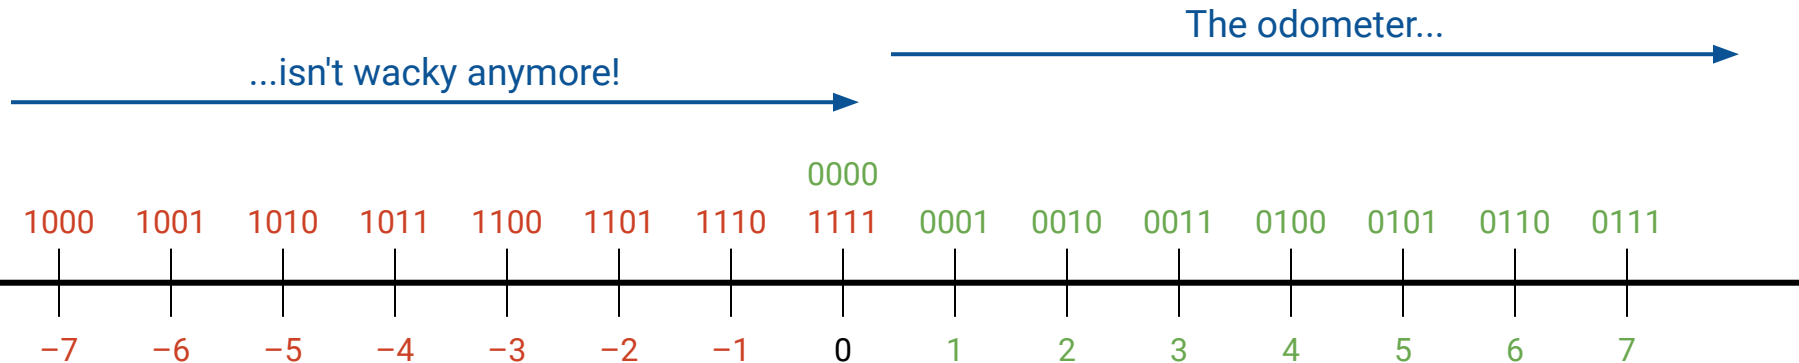 The odometer...
...isn't wacky anymore!
0000
1000 1001 1010 1011 1100 1101 1110 1111 0001 0010 0011 0100 0101 0110 0111
−7 −6 −5 −4 −3 −2 −1 0 1 2 3 4 5 6 7